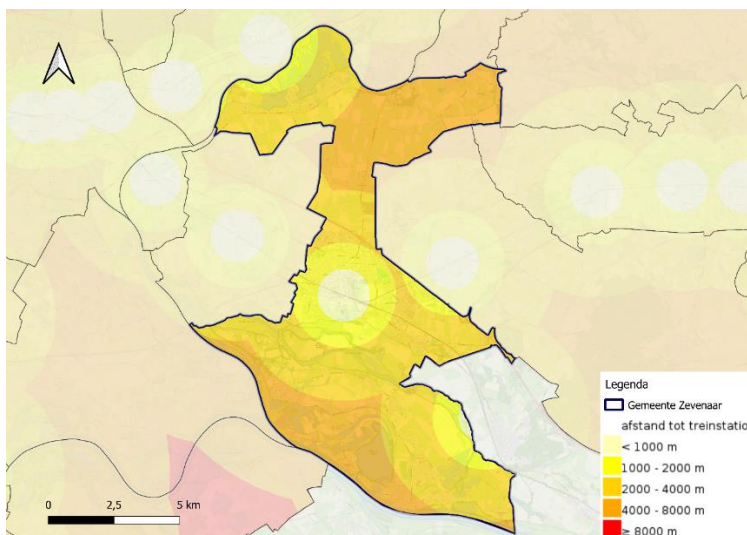 Legenda
Gemeente Zevenaar
afstand tot treinstatio
< 1000 m
1000 - 2000 m
2000 - 4000 m
4000 - 8000 m
≥ 8000 m
0 2,5 5 km